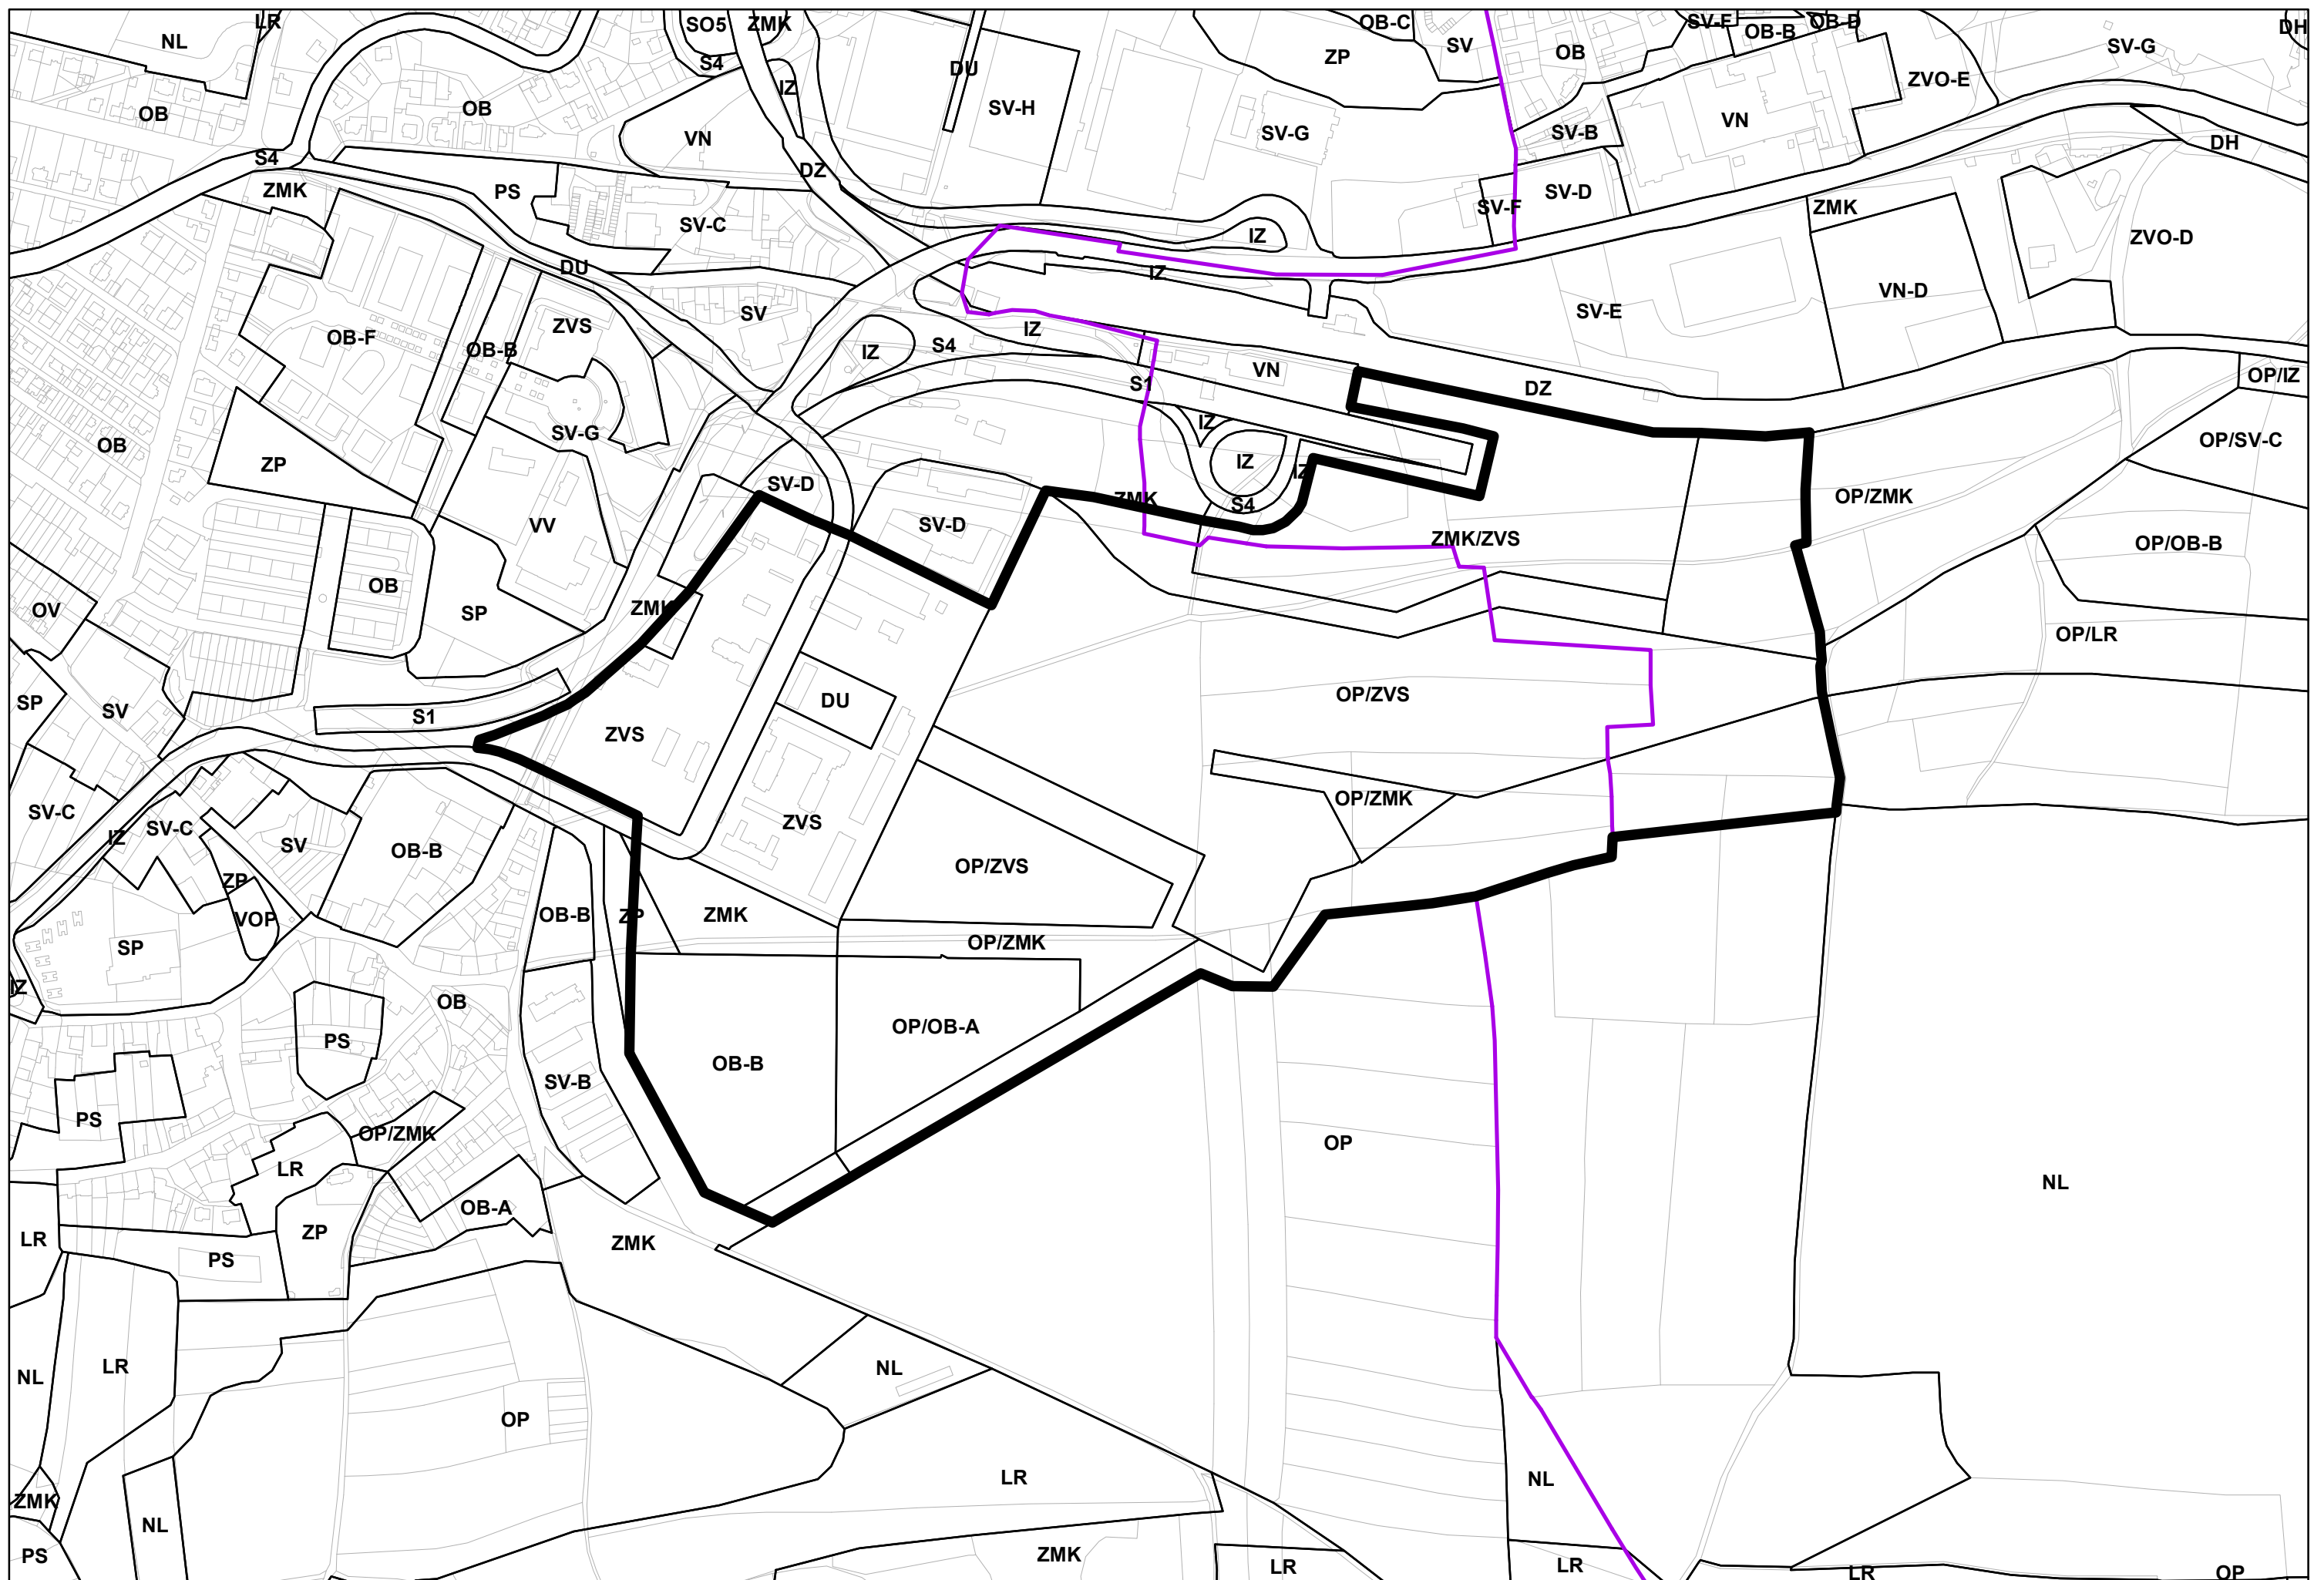 LR
NL
SO5
ZMK
OB-C
SV
SV-F
OB-D
OB-B
DH
SV-G
OB
ZP
S4
DU
IZ
ZVO-E
OB
OB
SV-H
VN
SV-G
SV-B
VN
DH
S4
DZ
PS
ZMK
SV-D
SV-F
ZMK
SV-C
IZ
ZVO-D
DU
IZ
VN-D
SV-E
SV
ZVS
IZ
OB-F
OB-B
IZ
S4
VN
OP/IZ
S1
DZ
IZ
SV-G
OP/SV-C
OB
ZP
IZ
IZ
SV-D
OP/ZMK
ZMK
S4
VV
SV-D
ZMK/ZVS
OP/OB-B
OB
OV
ZMK
SP
OP/LR
OP/ZVS
SP
SV
DU
S1
ZVS
OP/ZMK
SV-C
SV-C
IZ
ZVS
SV
OB-B
OP/ZVS
ZP
VOP
OB-B
ZP
ZMK
SP
OP/ZMK
IZ
OB
OP/OB-A
PS
OB-B
SV-B
PS
OP/ZMK
OP
LR
NL
OB-A
ZP
LR
ZMK
PS
LR
NL
NL
OP
LR
NL
ZMK
NL
PS
ZMK
LR
LR
LR
OP